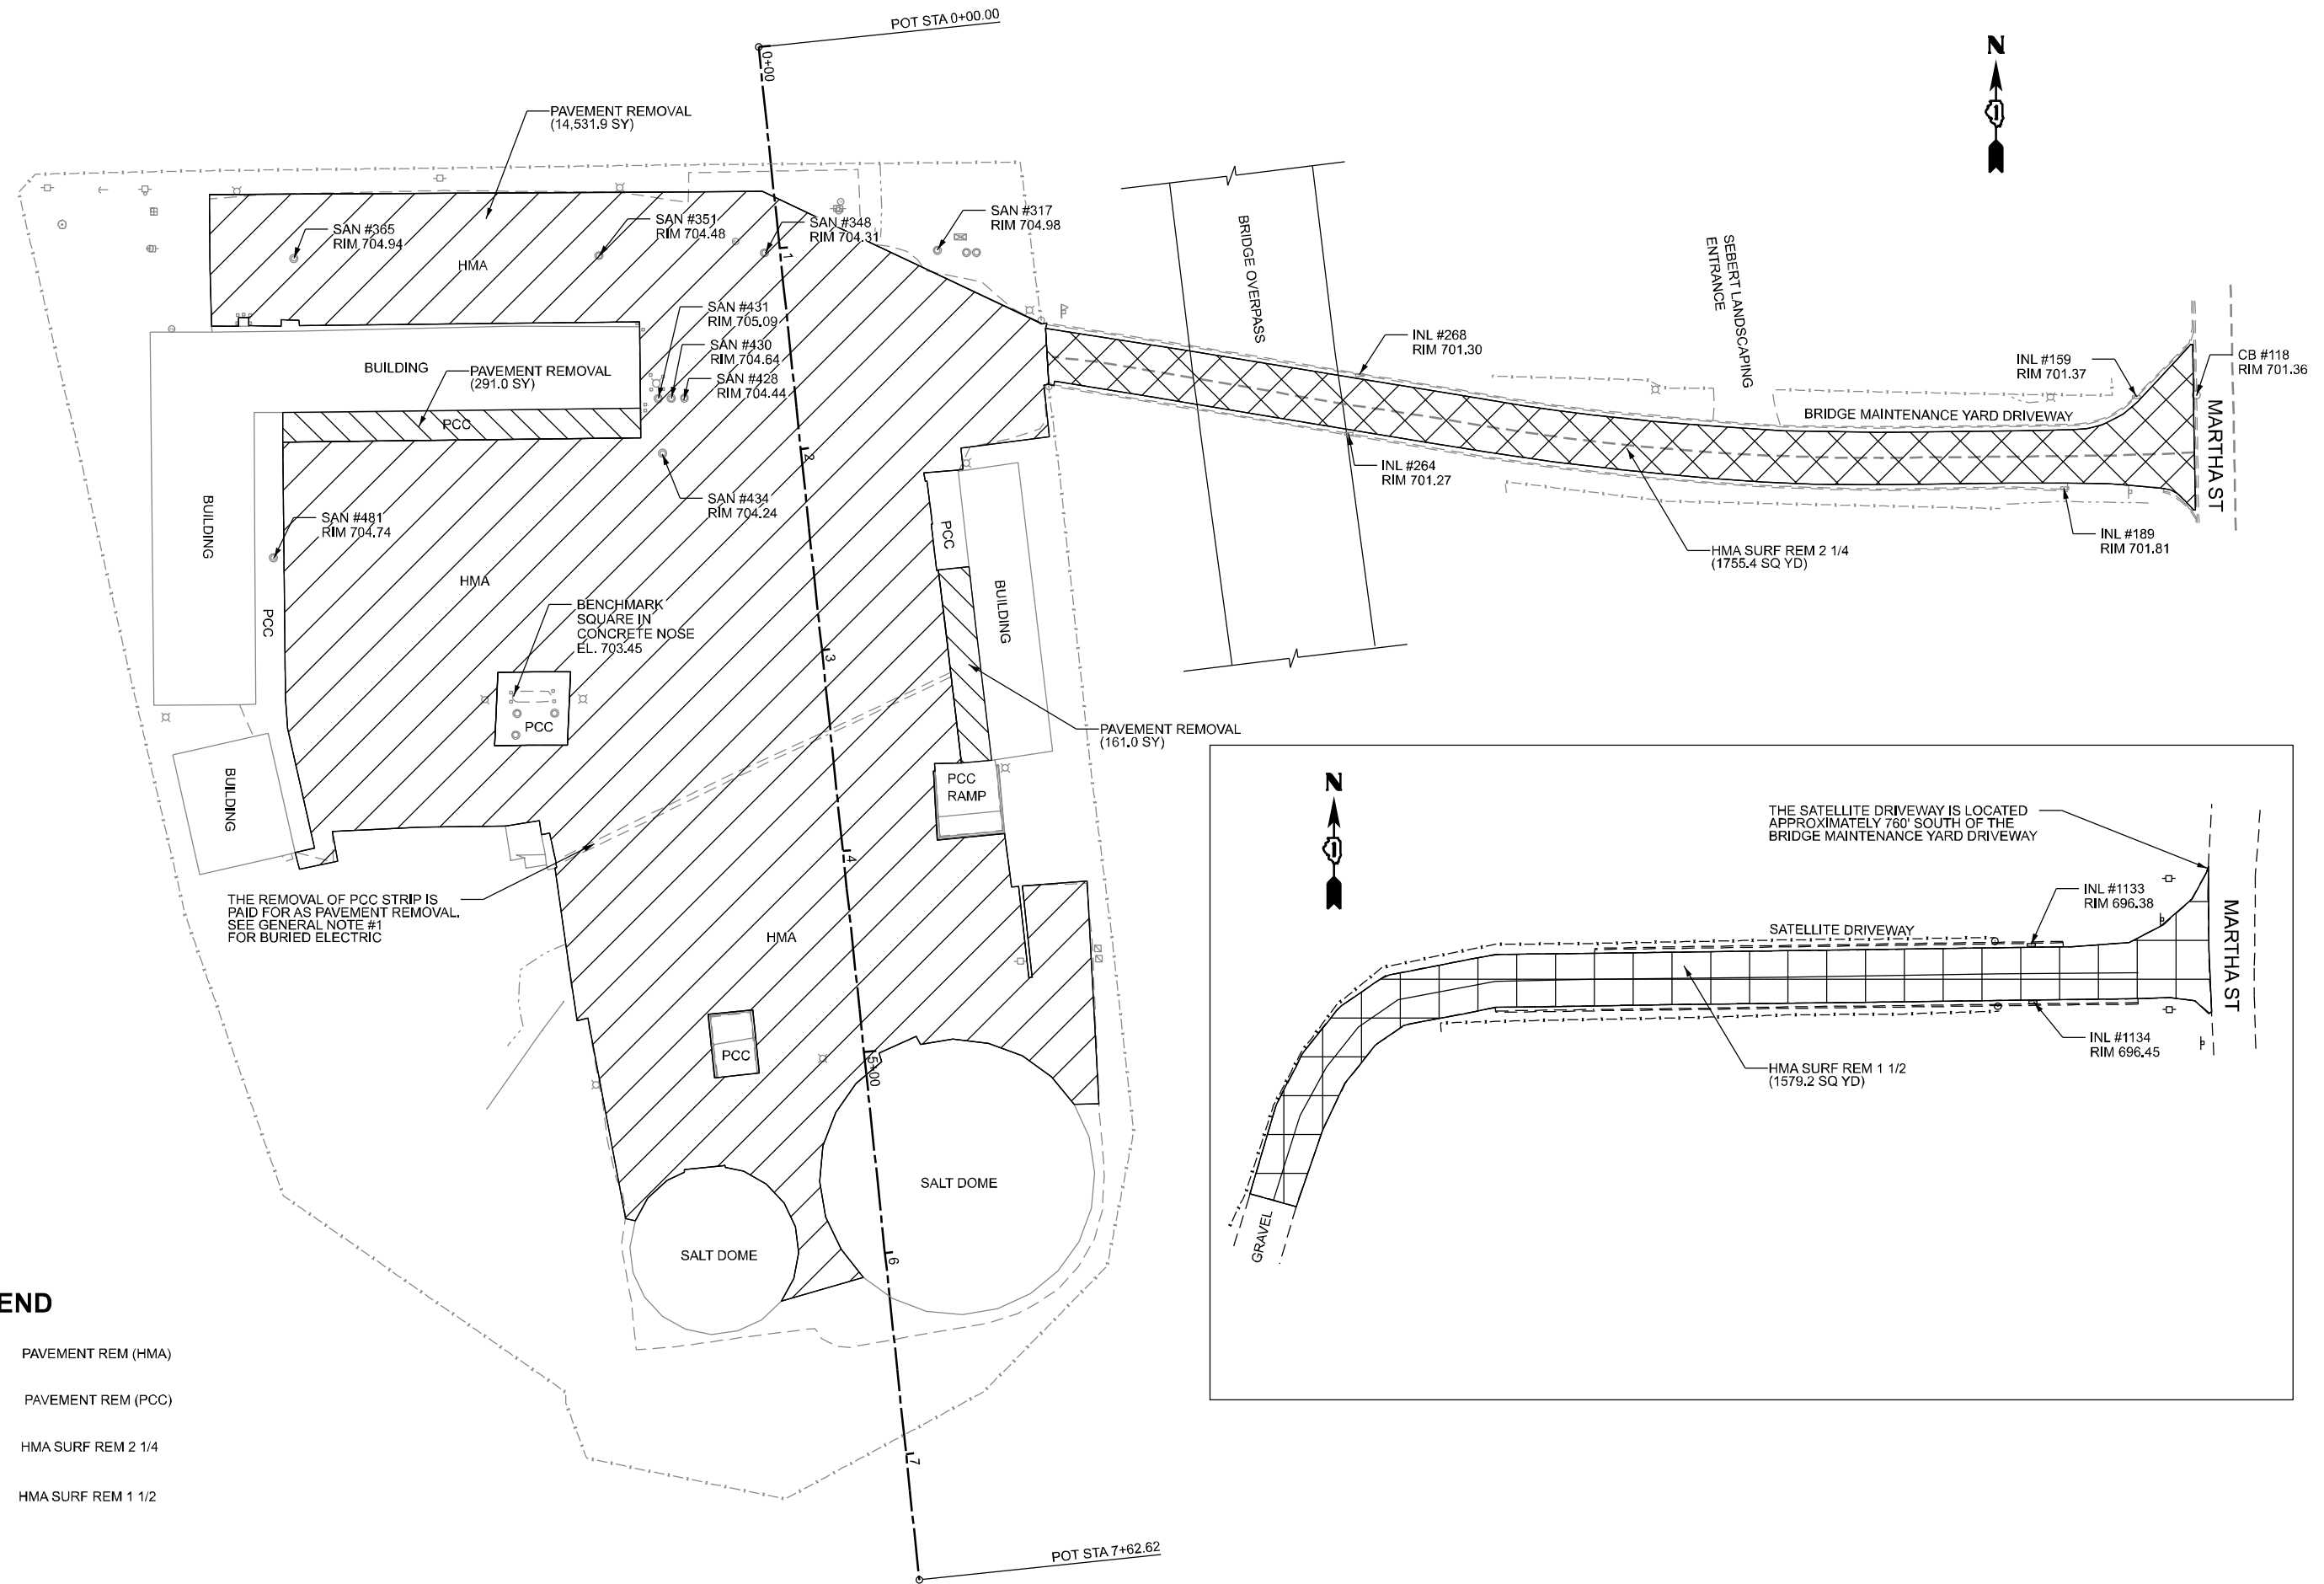 POT STA 0+00.00
0+00
N
PAVEMENT REMOVAL
(14,531.9 SY)
SAN #365
RIM 704.94
SAN #351
RIM 704.48
SAN #348
RIM 704.31
SAN #317
RIM 704.98
HMA
1
BRIDGE OVERPASS
SEBERT LANDSCAPING
ENTRANCE
SAN #431
RIM 705.09
SAN #430
RIM 704.64
SAN #428
RIM 704.44
BUILDING
PAVEMENT REMOVAL
(291.0 SY)
PCC
INL #268
RIM 701.30
INL #159
RIM 701.37
CB #118
RIM 701.36
BRIDGE MAINTENANCE YARD DRIVEWAY
MARTHA ST
2
INL #264
RIM 701.27
SAN #434
RIM 704.24
SAN #481
RIM 704.74
BUILDING
PCC
HMA
PCC
BUILDING
HMA SURF REM 2 1/4
(1755.4 SQ YD)
INL #189
RIM 701.81
BENCHMARK
SQUARE IN
CONCRETE NOSE
EL. 703.45
3
PCC
PAVEMENT REMOVAL
(161.0 SY)
BUILDING
PCC
RAMP
4
THE REMOVAL OF PCC STRIP IS
PAID FOR AS PAVEMENT REMOVAL.
SEE GENERAL NOTE #1
FOR BURIED ELECTRIC
HMA
PCC
5+00
SALT DOME
SALT DOME
6
7
POT STA 7+62.62
N
THE SATELLITE DRIVEWAY IS LOCATED
APPROXIMATELY 760' SOUTH OF THE
BRIDGE MAINTENANCE YARD DRIVEWAY
INL #1133
RIM 696.38
SATELLITE DRIVEWAY
MARTHA ST
INL #1134
RIM 696.45
HMA SURF REM 1 1/2
(1579.2 SQ YD)
GRAVEL
END
PAVEMENT REM (HMA)
PAVEMENT REM (PCC)
HMA SURF REM 2 1/4
HMA SURF REM 1 1/2